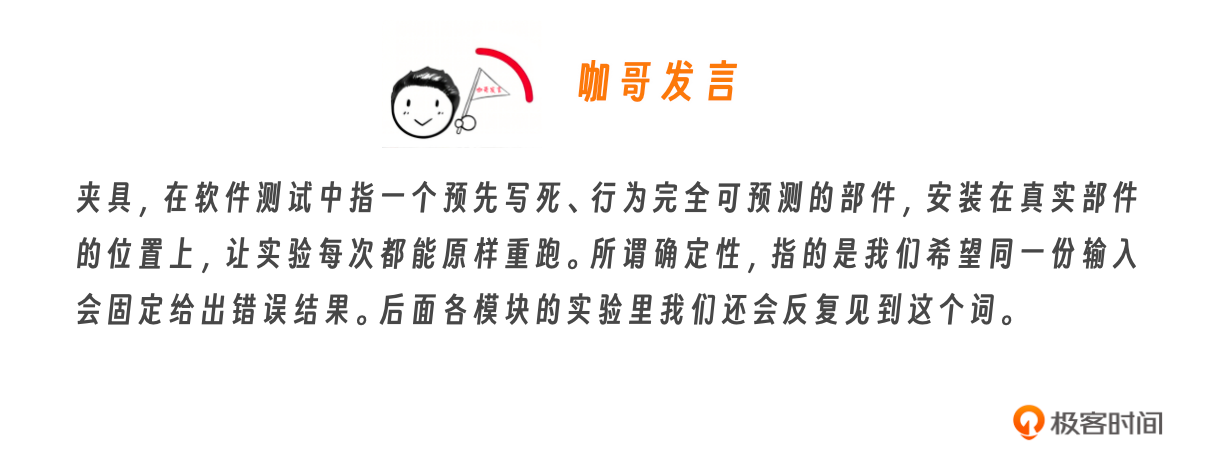 咖哥发言
咖哥发言
夹具，在软件测试中指一个预先写死、行为完全可预测的部件，安装在真实部件
的位置上，让实验每次都能原样重跑。所谓确定性，指的是我们希望同一份输入
会固定给出错误结果。后面各模块的实验里我们还会反复见到这个词。
极客时间